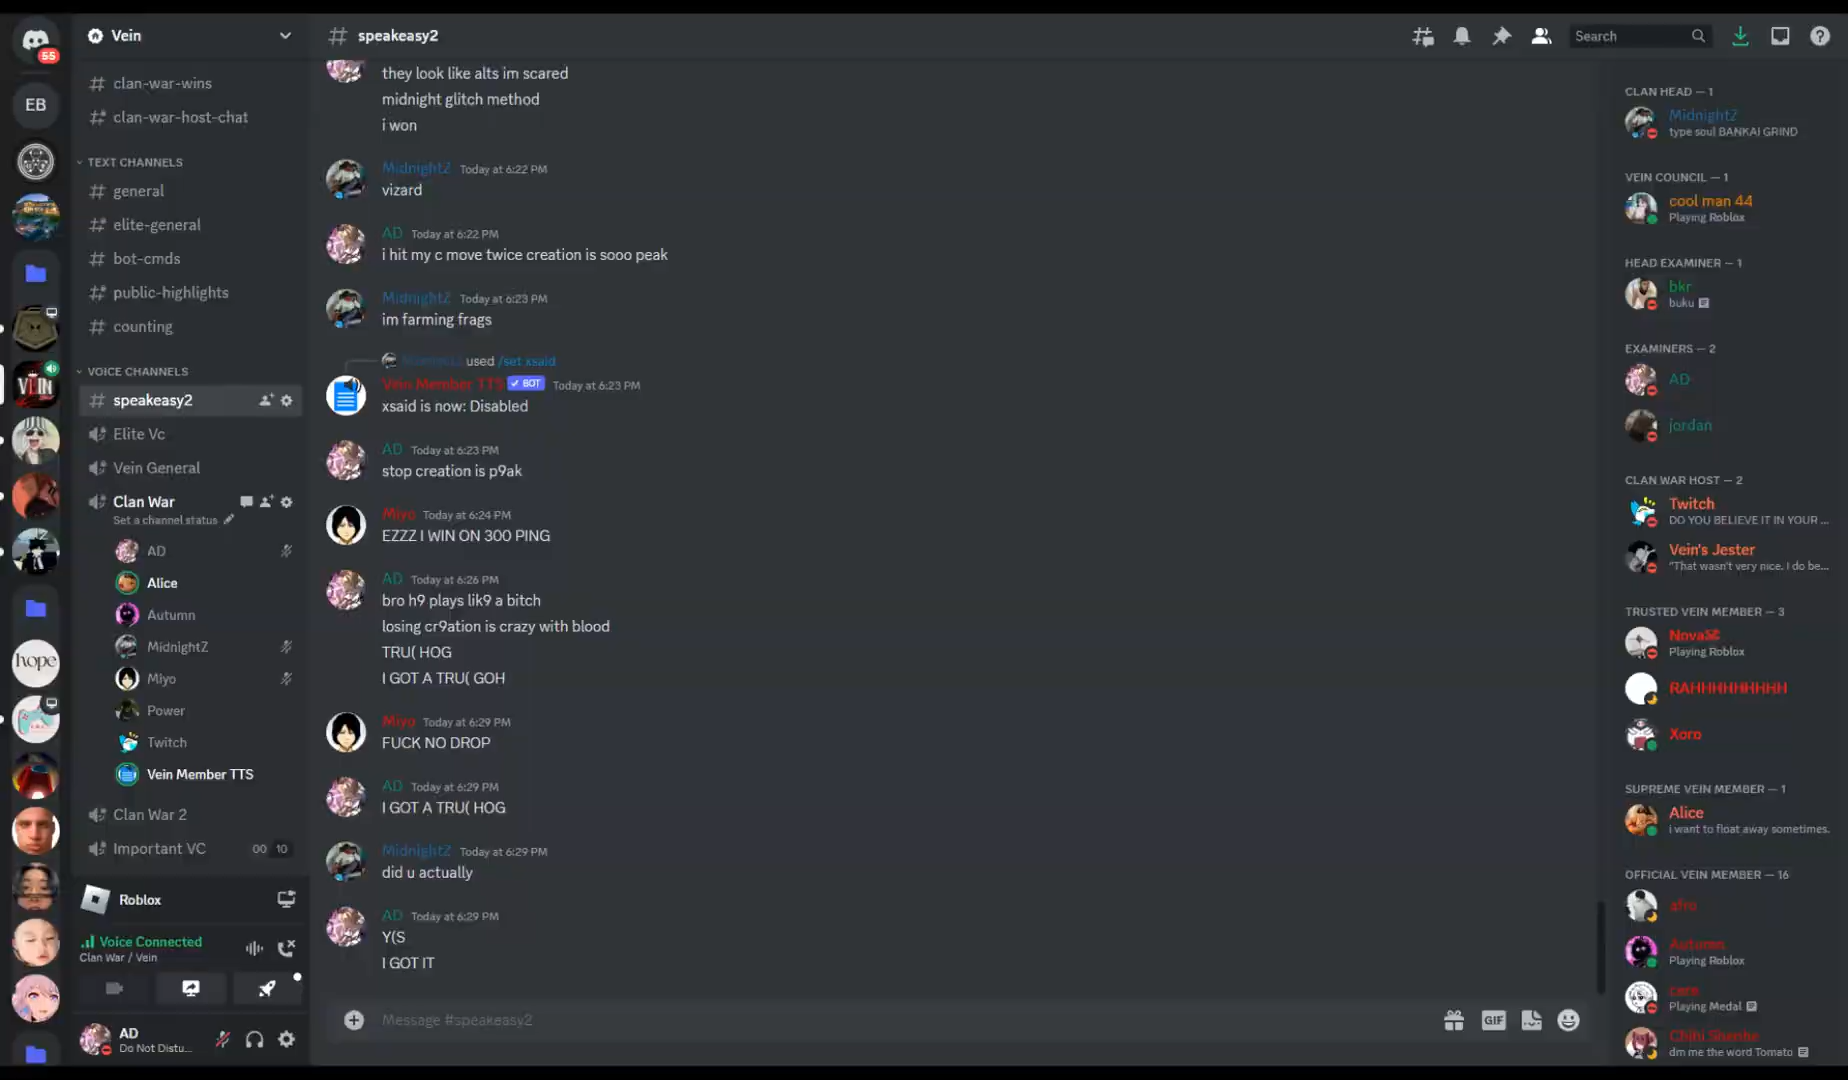 55
EB
VEIN
hope
Vein
# clan-war-wins
# clan-war-host-chat
TEXT CHANNELS
# general
# elite-general
# bot-cmds
# public-highlights
# counting
VOICE CHANNELS
# speakeasy2
Elite Vc
Vein General
Clan War
Set a channel status
AD
Alice
Autumn
MidnightZ
Miyo
Power
Twitch
Vein Member TTS
Clan War 2
Important VC 00 10
Roblox
Voice Connected
Clan War / Vein
AD
Do Not Distu...
# speakeasy2
Search
they look like alts im scared
midnight glitch method
i won
MidnightZ Today at 6:22 PM
vizard
AD Today at 6:22 PM
i hit my c move twice creation is sooo peak
MidnightZ Today at 6:23 PM
im farming frags
used /set xsaid
Vein Member TTS ✓ BOT Today at 6:23 PM
xsaid is now: Disabled
AD Today at 6:23 PM
stop creation is p9ak
Miyo Today at 6:24 PM
EZZZ I WIN ON 300 PING
AD Today at 6:26 PM
bro h9 plays lik9 a bitch
losing cr9ation is crazy with blood
TRU( HOG
I GOT A TRU( GOH
Miyo Today at 6:29 PM
FUCK NO DROP
AD Today at 6:29 PM
I GOT A TRU( HOG
MidnightZ Today at 6:29 PM
did u actually
AD Today at 6:29 PM
Y(S
I GOT IT
Message #speakeasy2
GIF
CLAN HEAD — 1
MidnightZ
type soul BANKAI GRIND
VEIN COUNCIL — 1
cool man 44
Playing Roblox
HEAD EXAMINER — 1
bkr
buku
EXAMINERS — 2
AD
jordan
CLAN WAR HOST — 2
Twitch
DO YOU BELIEVE IT IN YOUR ...
Vein's Jester
"That wasn't very nice. I do be...
TRUSTED VEIN MEMBER — 3
Nova
Playing Roblox
RAHHHHHHHHH
Xoro
SUPREME VEIN MEMBER — 1
Alice
i want to float away sometimes.
OFFICIAL VEIN MEMBER — 16
afro
Autumn
Playing Roblox
Playing Medal
dm me the word Tomato